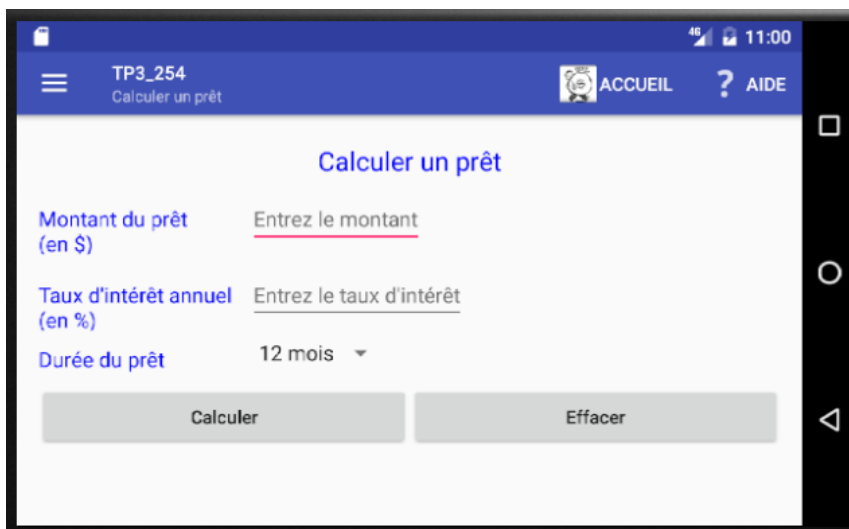 4G 11:00
TP3_254
Calculer un prêt
ACCUEIL
? AIDE
Calculer un prêt
Montant du prêt
(en $)
Entrez le montant
Taux d'intérêt annuel
(en %)
Entrez le taux d'intérêt
Durée du prêt
12 mois
Calculer
Effacer